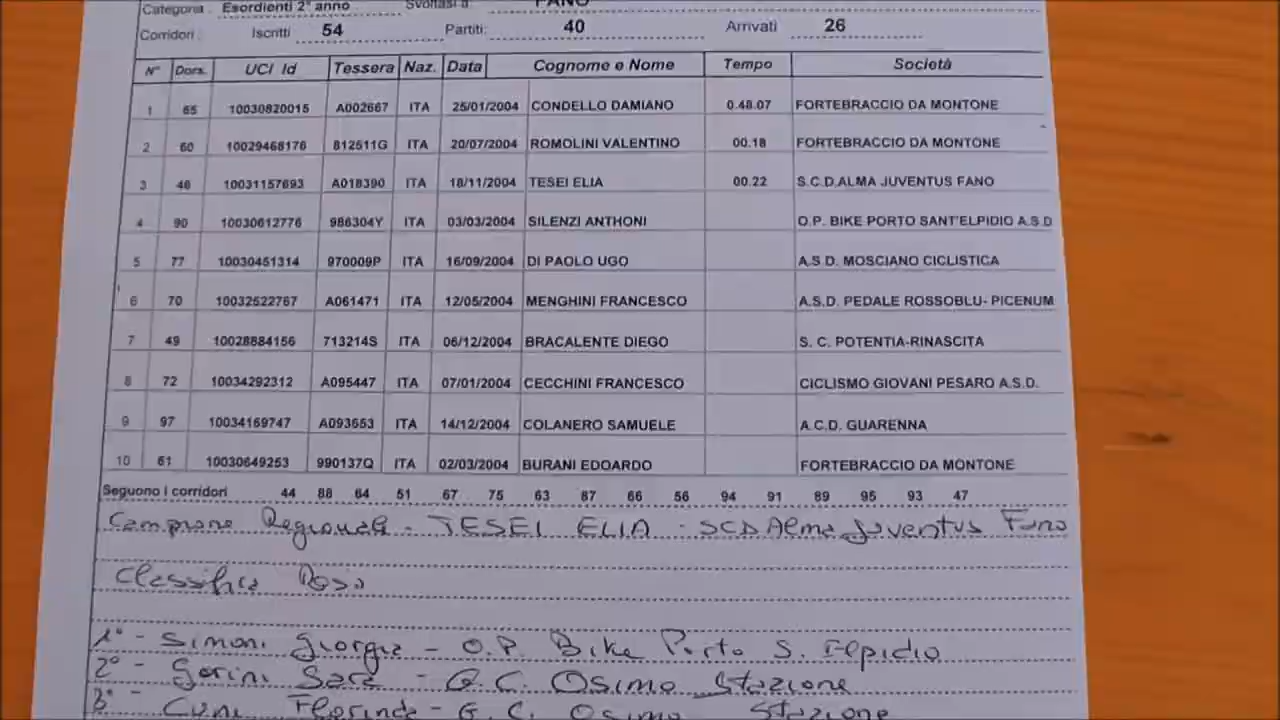 Categoria: Esordienti 2° anno Svoltasi a: FANO
Corridori: Iscritti 54 Partiti: 40 Arrivati 26
N° Dors. UCI Id Tessera Naz. Data Cognome e Nome Tempo Società
1 65 10030820015 A002667 ITA 25/01/2004 CONDELLO DAMIANO 0.48.07 FORTEBRACCIO DA MONTONE
2 60 10029468176 812511G ITA 20/07/2004 ROMOLINI VALENTINO 00.18 FORTEBRACCIO DA MONTONE
3 46 10031157693 A018390 ITA 18/11/2004 TESEI ELIA 00.22 S.C.D.ALMA JUVENTUS FANO
4 90 10030612776 986304Y ITA 03/03/2004 SILENZI ANTHONI O.P. BIKE PORTO SANT'ELPIDIO A.S.D
5 77 10030451314 970009P ITA 16/09/2004 DI PAOLO UGO A.S.D. MOSCIANO CICLISTICA
6 70 10032522767 A061471 ITA 12/05/2004 MENGHINI FRANCESCO A.S.D. PEDALE ROSSOBLU- PICENUM
7 49 10028884156 713214S ITA 06/12/2004 BRACALENTE DIEGO S. C. POTENTIA-RINASCITA
8 72 10034292312 A095447 ITA 07/01/2004 CECCHINI FRANCESCO CICLISMO GIOVANI PESARO A.S.D.
9 97 10034169747 A093653 ITA 14/12/2004 COLANERO SAMUELE A.C.D. GUARENNA
10 61 10030649253 990137Q ITA 02/03/2004 BURANI EDOARDO FORTEBRACCIO DA MONTONE
Seguono i corridori 44 88 64 51 67 75 63 87 66 56 94 91 89 95 93 47
Campione Regionale - TESEI ELIA - SCD Alma Juventus Fano
Classifica Rosa
1° - Simoni Giorgia - O.P. Bike Porto S. Elpidio
2° - Gorini Sara - G.C. Osimo Stazione
3° - Florinda - G.C. Osimo Stazione